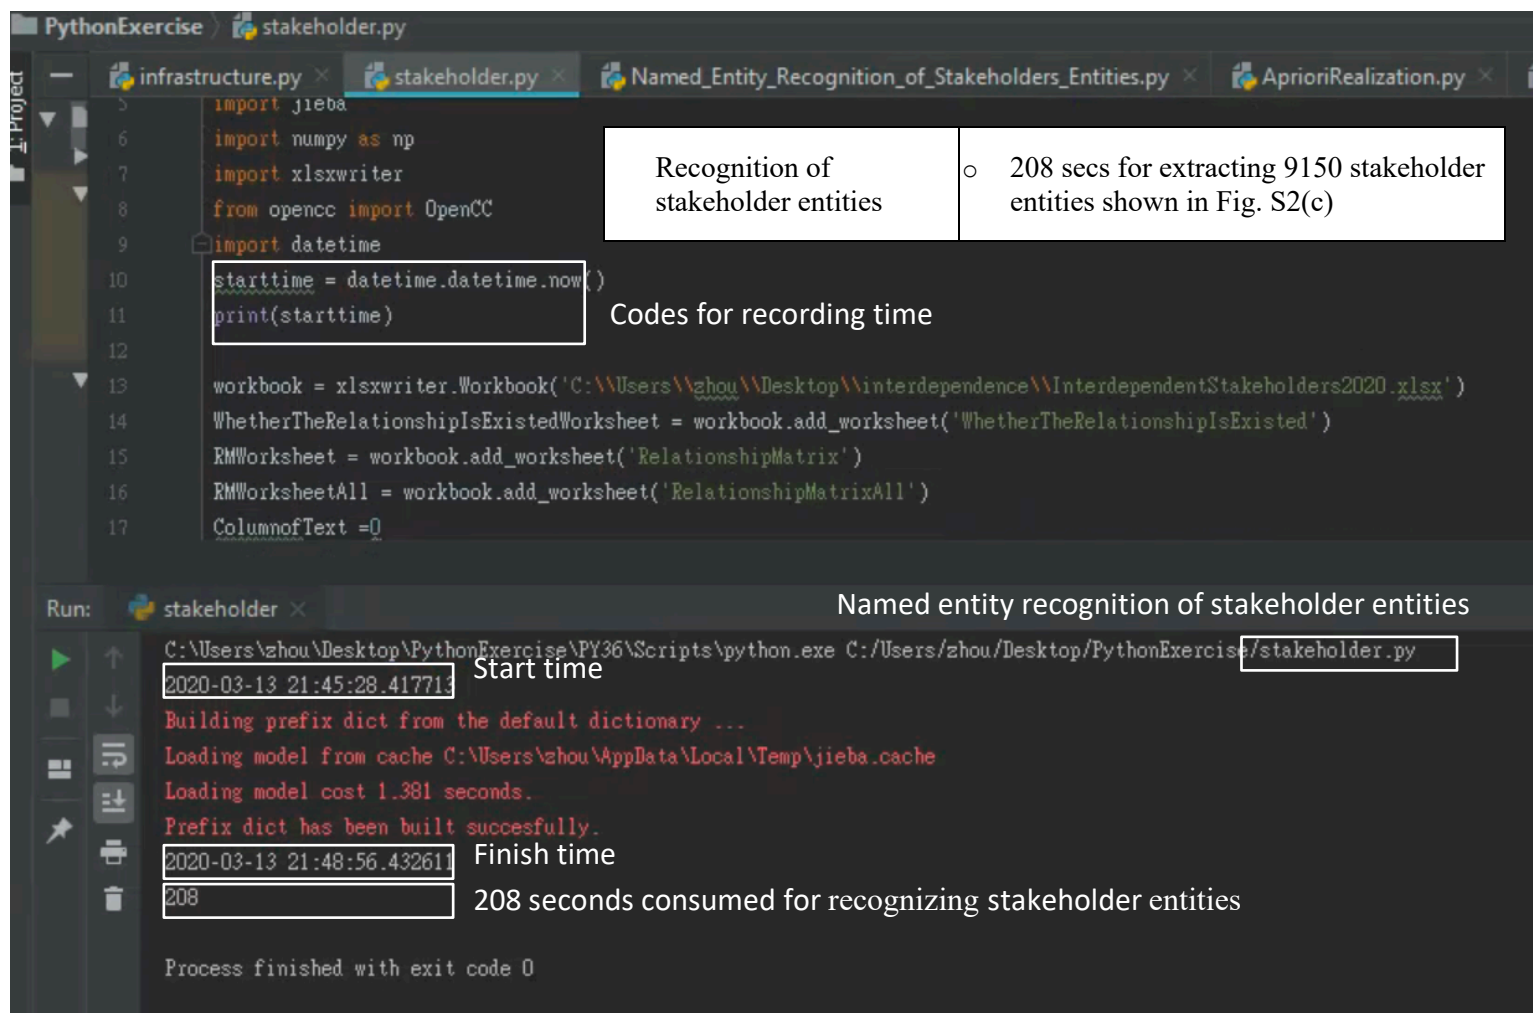 PythonExercise stakeholder.py
1: Project
infrastructure.py stakeholder.py Named_Entity_Recognition_of_Stakeholders_Entities.py AprioriRealization.py
5 import jieba
6 import numpy as np
7 import xlsxwriter
8 from opencc import OpenCC
9 import datetime
10 starttime = datetime.datetime.now()
11 print(starttime)
12
13 workbook = xlsxwriter.Workbook('C:\\Users\\zhou\\Desktop\\interdependence\\InterdependentStakeholders2020.xlsx')
14 WhetherTheRelationshipIsExistedWorksheet = workbook.add_worksheet('WhetherTheRelationshipIsExisted')
15 RMWorksheet = workbook.add_worksheet('RelationshipMatrix')
16 RMWorksheetAll = workbook.add_worksheet('RelationshipMatrixAll')
17 ColumnofText =0
Recognition of
stakeholder entities
o 208 secs for extracting 9150 stakeholder
entities shown in Fig. S2(c)
Codes for recording time
Run: stakeholder
Named entity recognition of stakeholder entities
C:\Users\zhou\Desktop\PythonExercise\PY36\Scripts\python.exe C:/Users/zhou/Desktop/PythonExercise/stakeholder.py
2020-03-13 21:45:28.417713 Start time
Building prefix dict from the default dictionary ...
Loading model from cache C:\Users\zhou\AppData\Local\Temp\jieba.cache
Loading model cost 1.381 seconds.
Prefix dict has been built succesfully.
2020-03-13 21:48:56.432611 Finish time
208 208 seconds consumed for recognizing stakeholder entities
Process finished with exit code 0